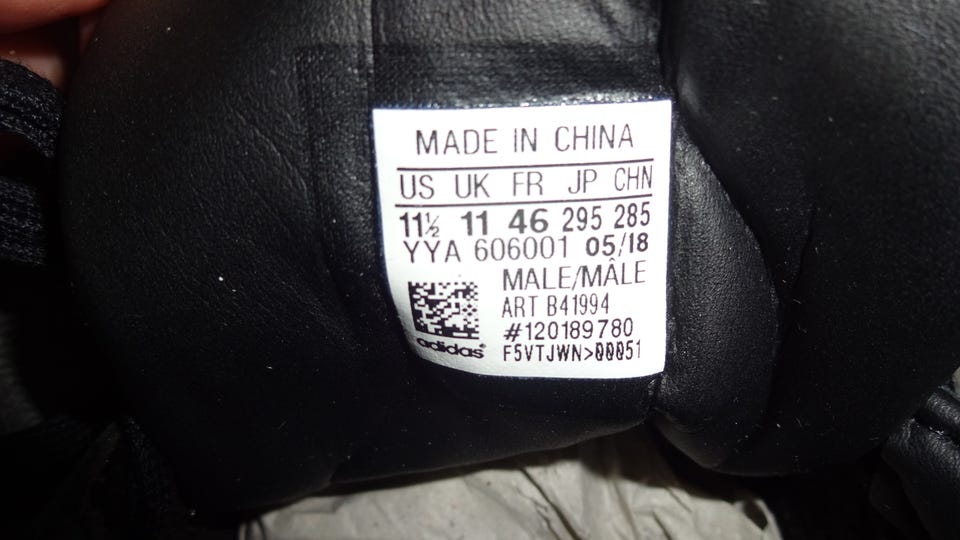 MADE IN CHINA
US UK FR JP CHN
11½ 11 46 295 285
YYA 606001 05/18
MALE/MÂLE
ART B41994
#120189780
adidas
F5VTJWN>00051